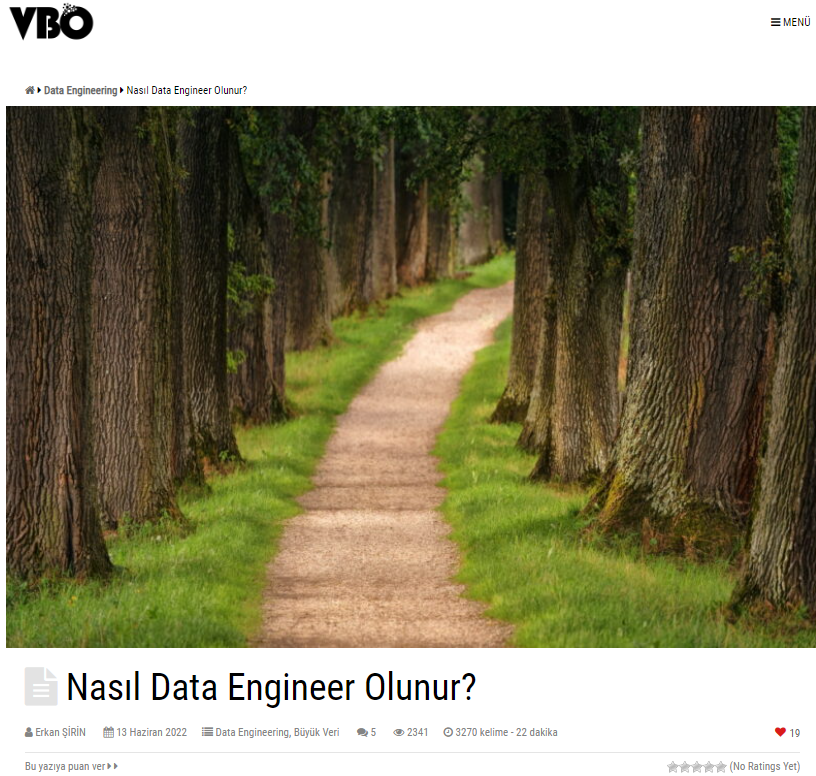 VBO
MENÜ
Data Engineering Nasıl Data Engineer Olunur?
Nasıl Data Engineer Olunur?
Erkan ŞİRİN 13 Haziran 2022 Data Engineering, Büyük Veri 5 2341 3270 kelime - 22 dakika 19
Bu yazıya puan ver (No Ratings Yet)